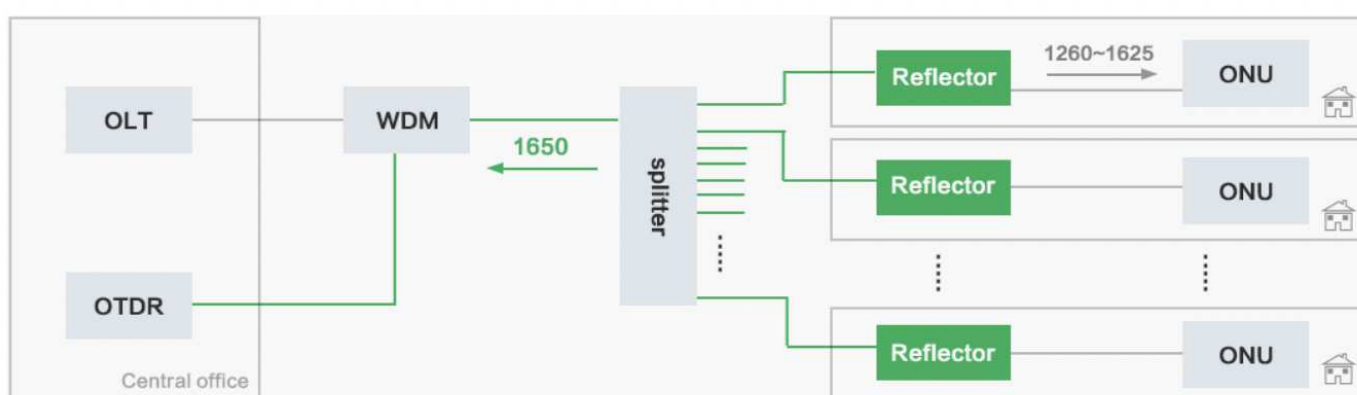 OLT
WDM
1650
splitter
OTDR
Central office
Reflector
1260~1625
ONU
Reflector
ONU
Reflector
ONU